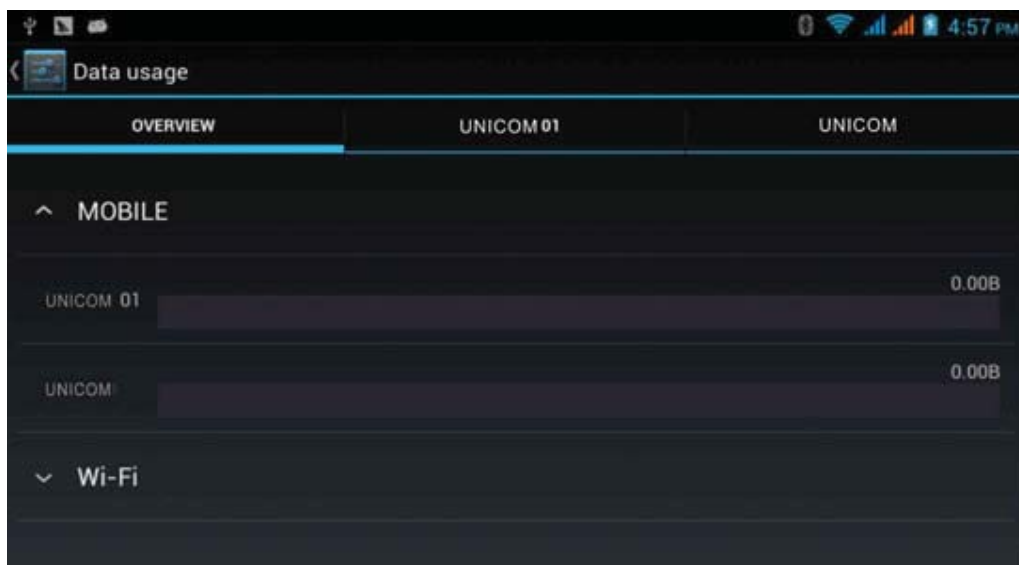 4:57 PM
Data usage
OVERVIEW UNICOM 01 UNICOM
MOBILE
0.00B
UNICOM 01
0.00B
UNICOM
Wi-Fi